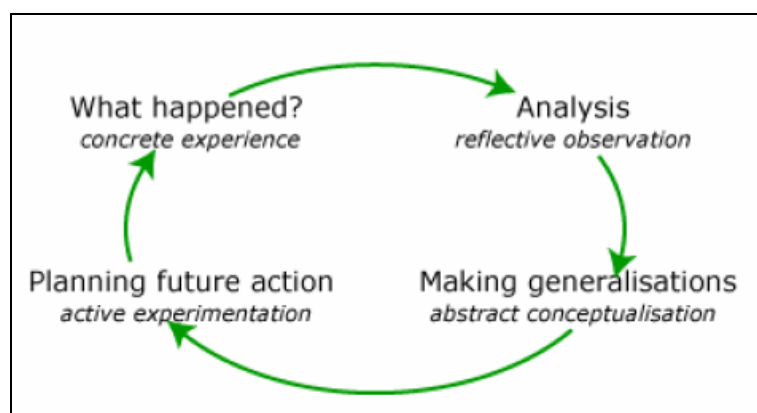 What happened?
concrete experience
Analysis
reflective observation
Making generalisations
abstract conceptualisation
Planning future action
active experimentation